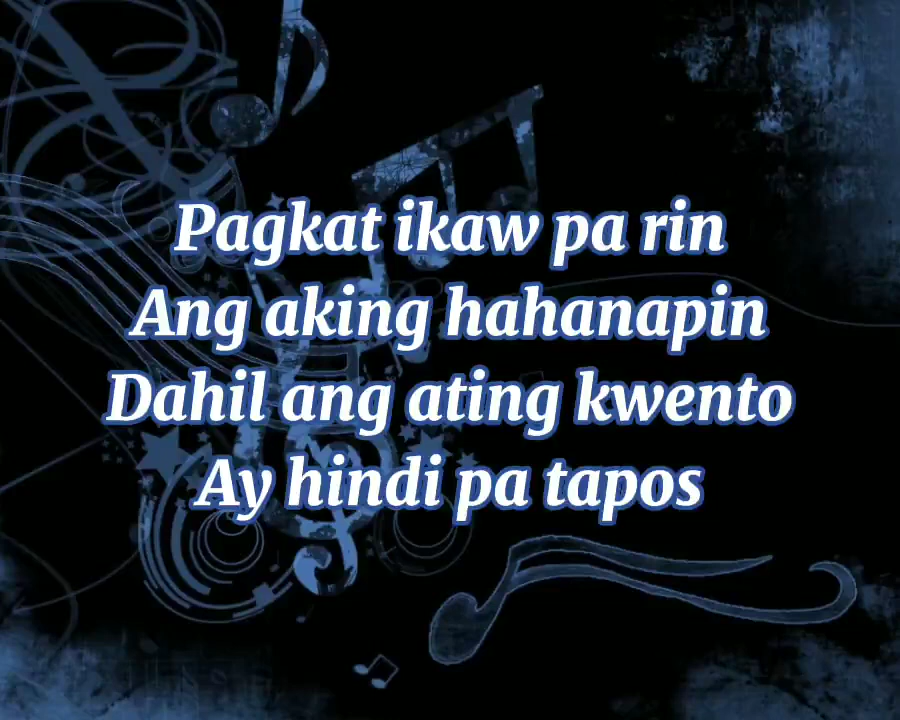 Pagkat ikaw pa rin
Ang aking hahanapin
Dahil ang ating kwento
Ay hindi pa tapos